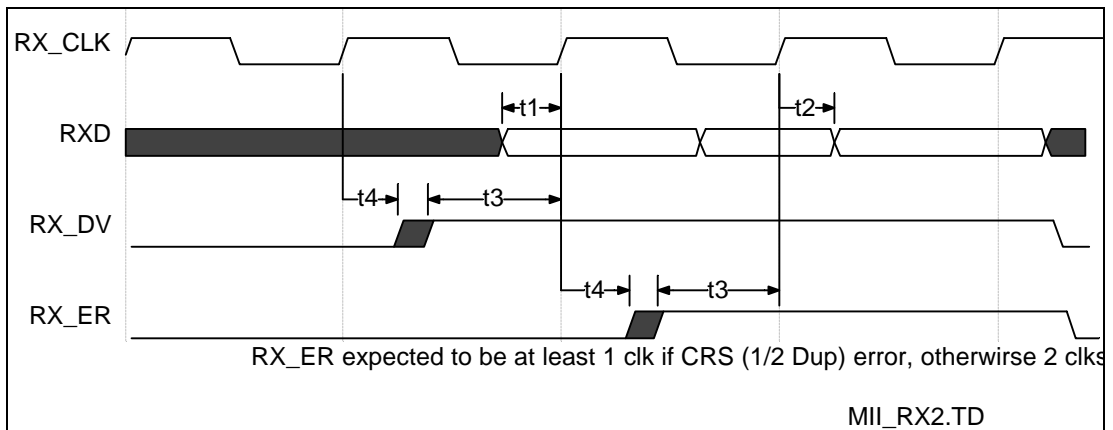 RX_CLK
t1
t2
RXD
t4
t3
RX_DV
t4
t3
RX_ER
RX_ER expected to be at least 1 clk if CRS (1/2 Dup) error, otherwirse 2 clks
MII_RX2.TD